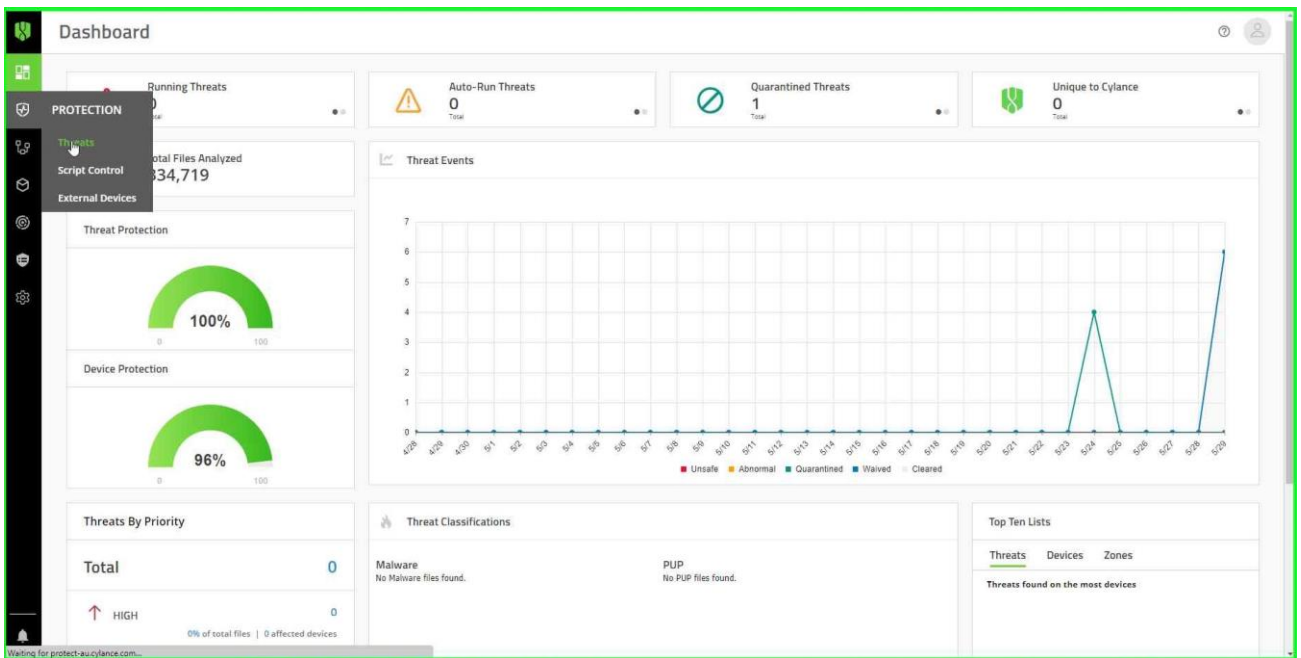 Dashboard
Running Threats
0
Total
Auto-Run Threats
0
Total
Quarantined Threats
1
Total
Unique to Cylance
0
Total
PROTECTION
Threats
Script Control
External Devices
otal Files Analyzed
334,719
Threat Events
7
6
5
4
3
2
1
0
4/28 4/29 4/30 5/1 5/2 5/3 5/4 5/5 5/6 5/7 5/8 5/9 5/10 5/11 5/12 5/13 5/14 5/15 5/16 5/17 5/18 5/19 5/20 5/21 5/22 5/23 5/24 5/25 5/26 5/27 5/28 5/29
Unsafe Abnormal Quarantined Waived Cleared
Threat Protection
100%
0 100
Device Protection
96%
0 100
Threats By Priority
Total 0
HIGH 0
0% of total files | 0 affected devices
Threat Classifications
Malware
No Malware files found.
PUP
No PUP files found.
Top Ten Lists
Threats Devices Zones
Threats found on the most devices
Waiting for protect-au.cylance.com...